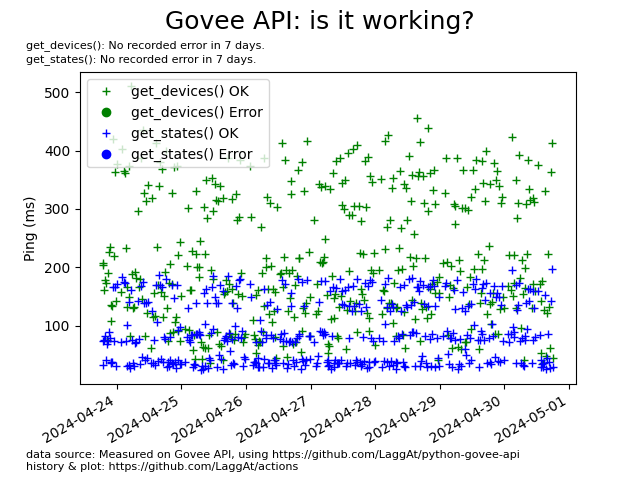 Govee API: is it working?
get_devices(): No recorded error in 7 days.
get_states(): No recorded error in 7 days.
get_devices() OK
get_devices() Error
get_states() OK
get_states() Error
Ping (ms)
500
400
300
200
100
2024-04-24
2024-04-25
2024-04-26
2024-04-27
2024-04-28
2024-04-29
2024-04-30
2024-05-01
data source: Measured on Govee API, using https://github.com/LaggAt/python-govee-api
history & plot: https://github.com/LaggAt/actions